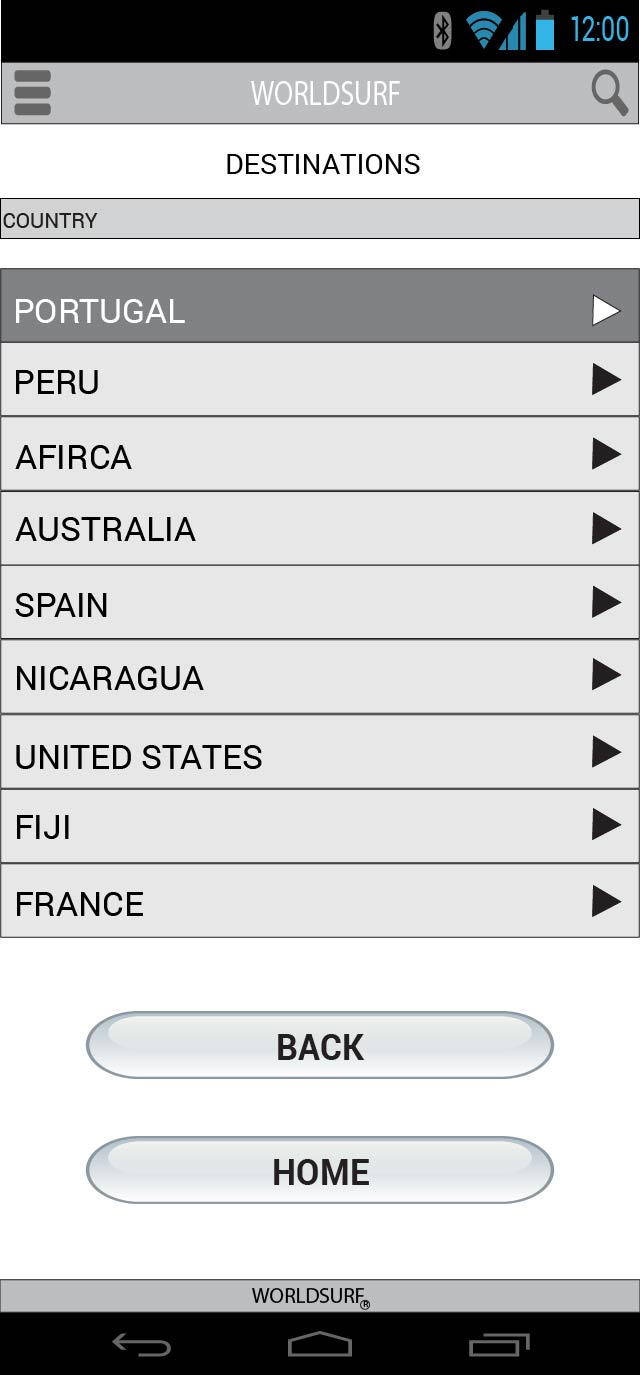 12:00
WORLDSURF
DESTINATIONS
COUNTRY
PORTUGAL
PERU
AFIRCA
AUSTRALIA
SPAIN
NICARAGUA
UNITED STATES
FIJI
FRANCE
BACK
HOME
WORLDSURF®